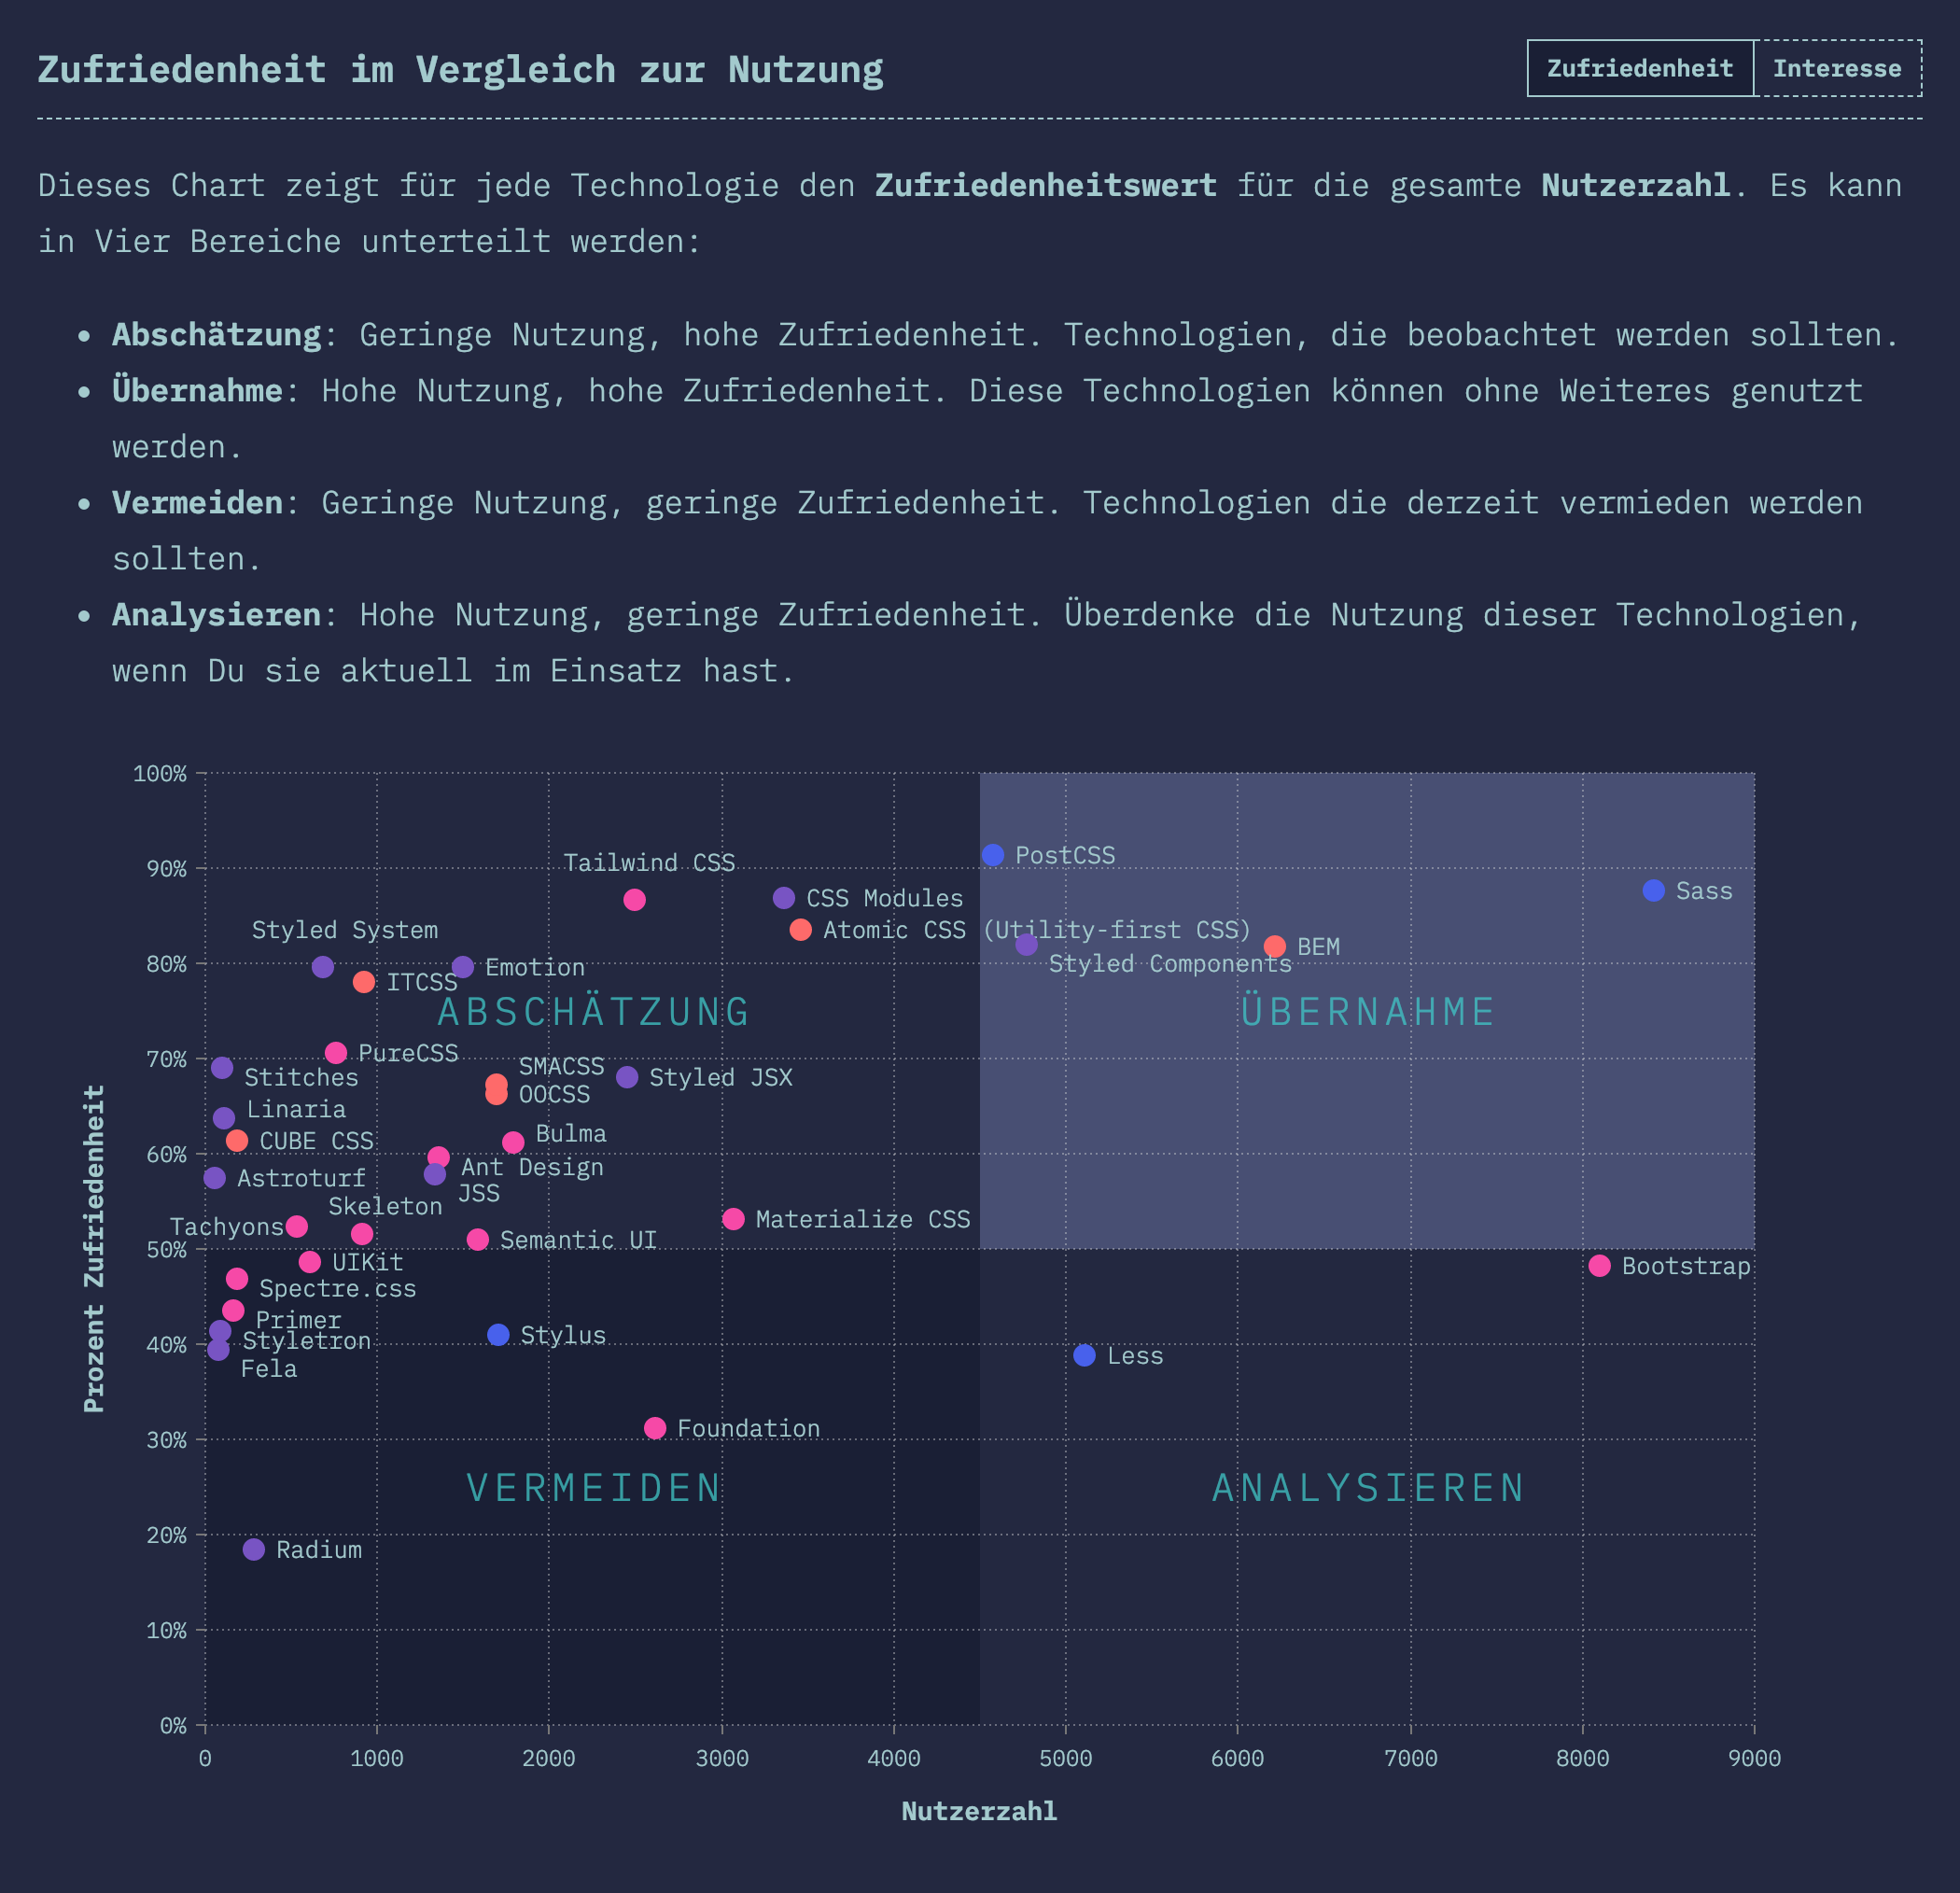 Zufriedenheit im Vergleich zur Nutzung
Zufriedenheit
Interesse
Dieses Chart zeigt für jede Technologie den Zufriedenheitswert für die gesamte Nutzerzahl. Es kann
in Vier Bereiche unterteilt werden:
• Abschätzung: Geringe Nutzung, hohe Zufriedenheit. Technologien, die beobachtet werden sollten.
• Übernahme: Hohe Nutzung, hohe Zufriedenheit. Diese Technologien können ohne Weiteres genutzt
werden.
• Vermeiden: Geringe Nutzung, geringe Zufriedenheit. Technologien die derzeit vermieden werden
sollten.
• Analysieren: Hohe Nutzung, geringe Zufriedenheit. Überdenke die Nutzung dieser Technologien,
wenn Du sie aktuell im Einsatz hast.
Prozent Zufriedenheit
100%
90%
80%
70%
60%
50%
40%
30%
20%
10%
0%
PostCSS
Tailwind CSS
Sass
CSS Modules
Styled System
Atomic CSS (Utility-first CSS)
BEM
Styled Components
Emotion
ITCSS
ABSCHÄTZUNG
ÜBERNAHME
PureCSS
SMACSS
Stitches
Styled JSX
OOCSS
Linaria
Bulma
CUBE CSS
Ant Design
Astroturf
JSS
Skeleton
Materialize CSS
Tachyons
Semantic UI
UIKit
Bootstrap
Spectre.css
Primer
Stylus
Styletron
Less
Fela
Foundation
VERMEIDEN
ANALYSIEREN
Radium
0
1000
2000
3000
4000
5000
6000
7000
8000
9000
Nutzerzahl